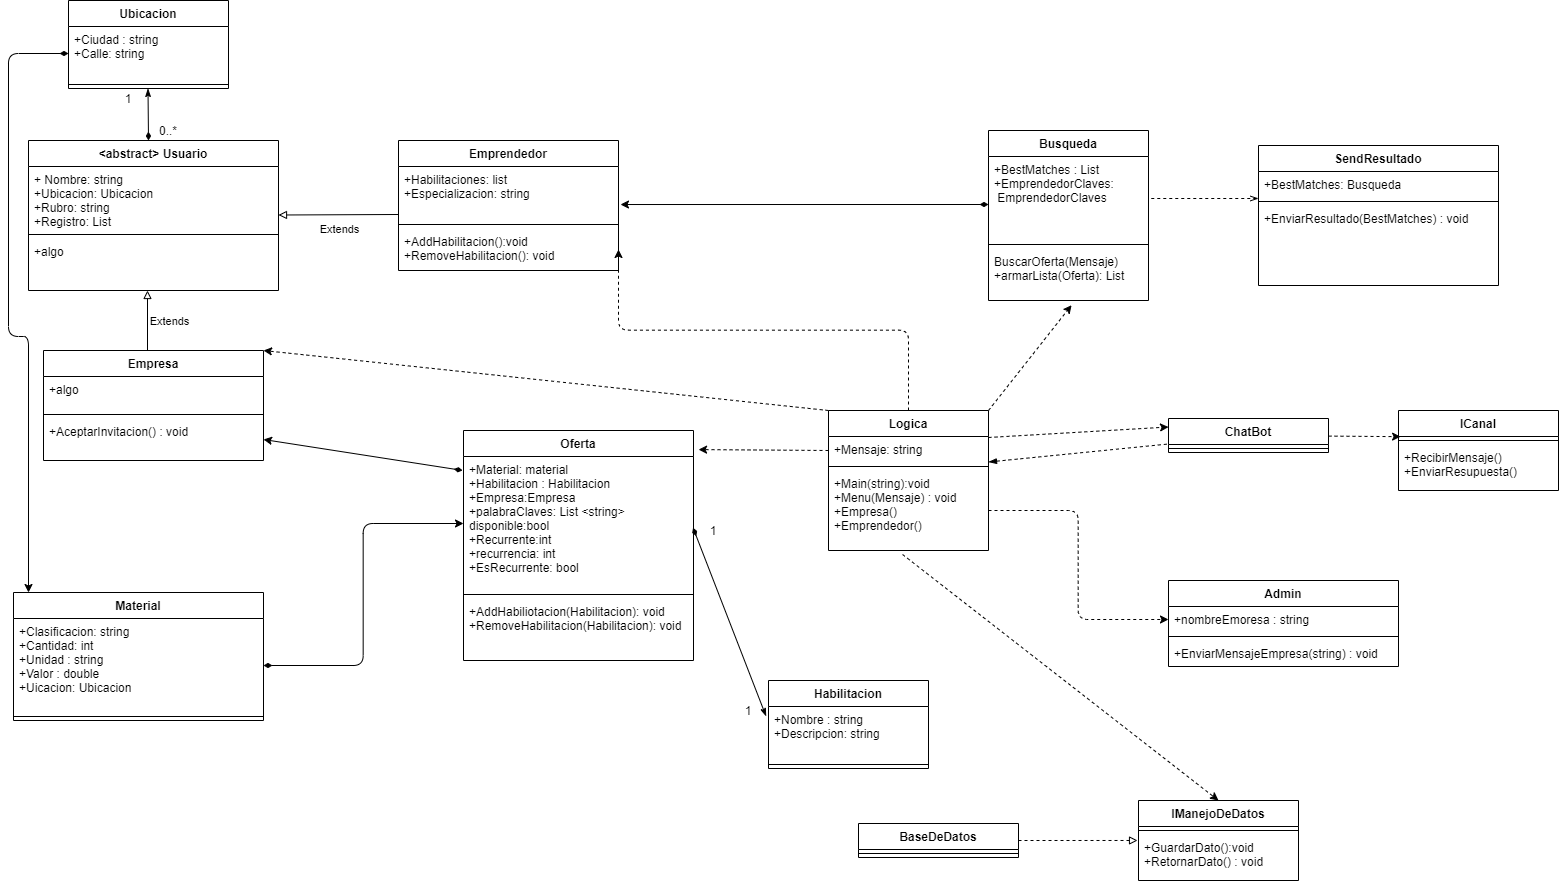 Ubicacion
+Ciudad : string
+Calle: string
1
0..*
<abstract> Usuario
+ Nombre: string
+Ubicacion: Ubicacion
+Rubro: string
+Registro: List
+algo
Extends
Emprendedor
+Habilitaciones: list
+Especializacion: string
+AddHabilitacion():void
+RemoveHabilitacion(): void
Extends
Busqueda
+BestMatches : List
+EmprendedorClaves:
EmprendedorClaves
BuscarOferta(Mensaje)
+armarLista(Oferta): List
SendResultado
+BestMatches: Busqueda
+EnviarResultado(BestMatches) : void
Empresa
+algo
+AceptarInvitacion() : void
Oferta
+Material: material
+Habilitacion : Habilitacion
+Empresa:Empresa
+palabraClaves: List <string>
disponible:bool
+Recurrente:int
+recurrencia: int
+EsRecurrente: bool
+AddHabiliotacion(Habilitacion): void
+RemoveHabilitacion(Habilitacion): void
1
1
Logica
+Mensaje: string
+Main(string):void
+Menu(Mensaje) : void
+Empresa()
+Emprendedor()
ChatBot
ICanal
+RecibirMensaje()
+EnviarResupuesta()
Material
+Clasificacion: string
+Cantidad: int
+Unidad : string
+Valor : double
+Uicacion: Ubicacion
Admin
+nombreEmoresa : string
+EnviarMensajeEmpresa(string) : void
Habilitacion
+Nombre : string
+Descripcion: string
BaseDeDatos
IManejoDeDatos
+GuardarDato():void
+RetornarDato() : void